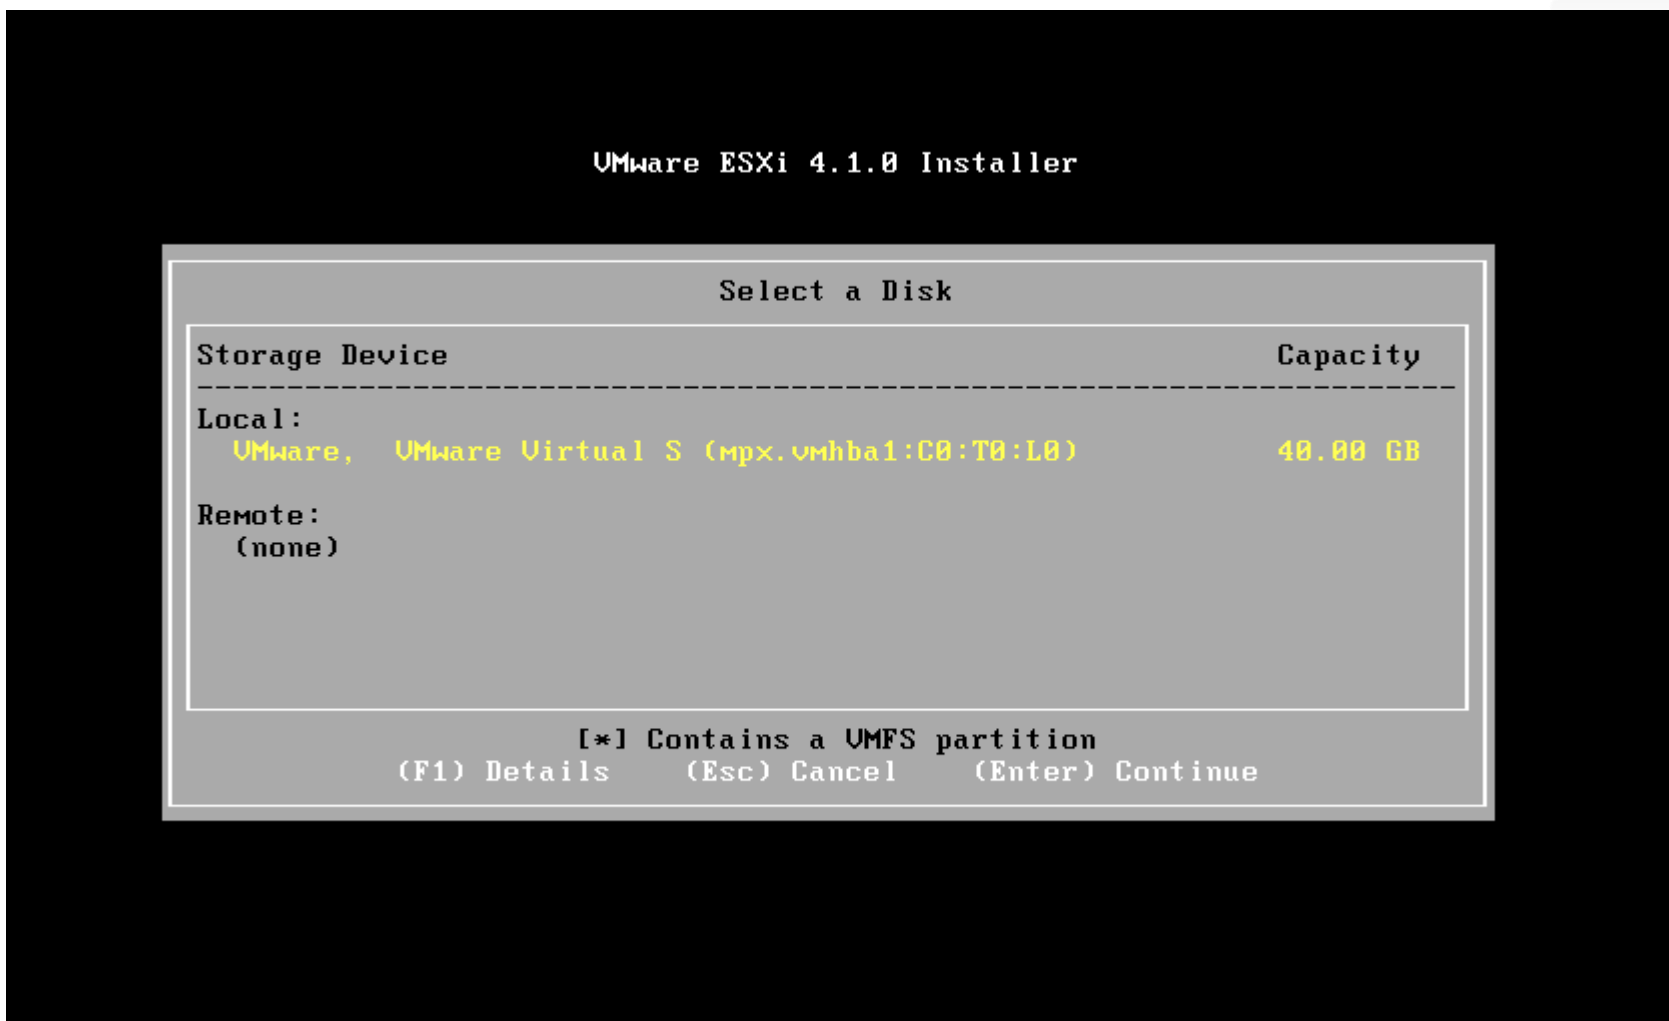 VMware ESXi 4.1.0 Installer
Select a Disk
Storage Device Capacity
----------------------------------------------------------------------
Local:
VMware, VMware Virtual S (mpx.vmhba1:C0:T0:L0) 40.00 GB
Remote:
(none)
[*] Contains a VMFS partition
(F1) Details (Esc) Cancel (Enter) Continue